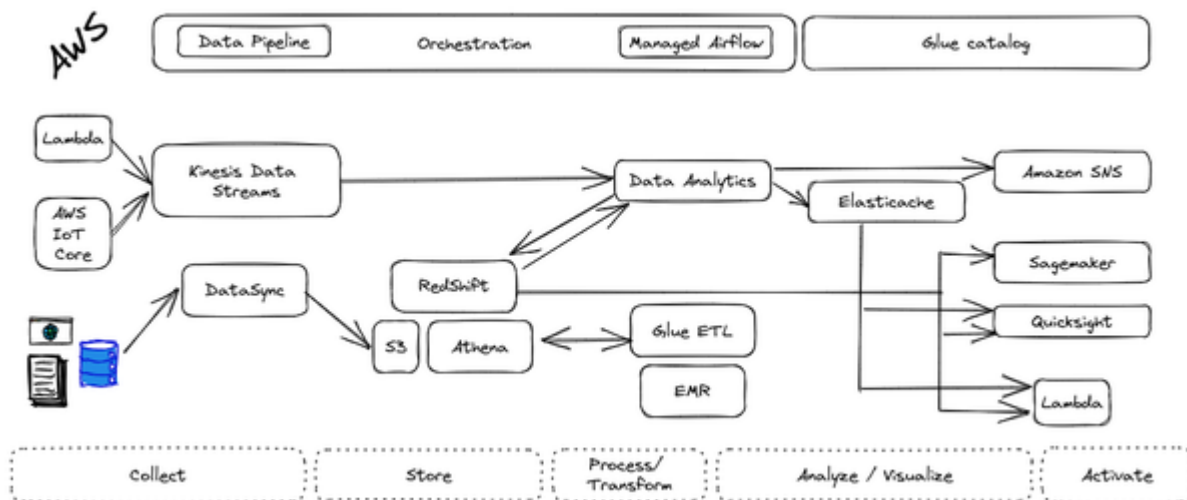 AWS
Data Pipeline
Orchestration
Managed Airflow
Glue catalog
Lambda
Kinesis Data
Streams
Data Analytics
Amazon SNS
Elasticache
AWS
IoT
Core
Sagemaker
DataSync
RedShift
Quicksight
S3
Athena
Glue ETL
EMR
Lambda
Collect
Store
Process/
Transform
Analyze / Visualize
Activate